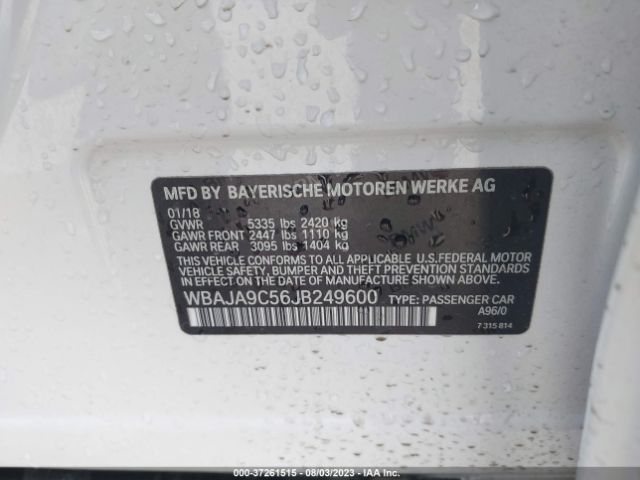 MFD BY BAYERISCHE MOTOREN WERKE AG
01/18
GVWR 5335 lbs 2420 kg
GAWR FRONT 2447 lbs 1110 kg
GAWR REAR 3095 lbs 1404 kg
THIS VEHICLE CONFORMS TO ALL APPLICABLE U.S.FEDERAL MOTOR
VEHICLE SAFETY, BUMPER, AND THEFT PREVENTION STANDARDS
IN EFFECT ON THE DATE OF MANUFACTURE SHOWN ABOVE.
WBAJA9C56JB249600 TYPE: PASSENGER CAR
A96/0
7 315 814
000-37261515 - 08/03/2023 - IAA Inc.